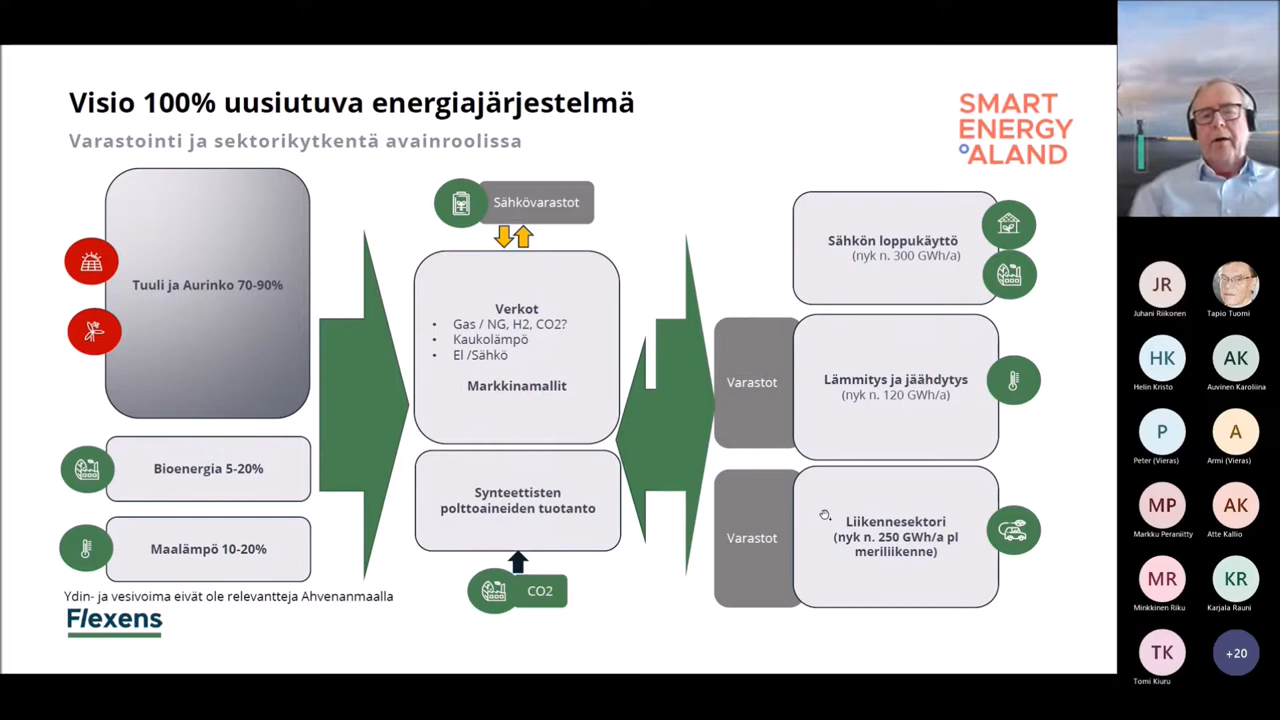 Visio 100% uusiutuva energiajärjestelmä
Varastointi ja sektorikytkentä avainroolissa
SMART
ENERGY
ÅLAND
Tuuli ja Aurinko 70-90%
Bioenergia 5-20%
Maalämpö 10-20%
Ydin- ja vesivoima eivät ole relevantteja Ahvenanmaalla
Flexens
Sähkövarastot
Verkot
• Gas / NG, H2, CO2?
• Kaukolämpö
• El /Sähkö
Markkinamallit
Synteettisten
polttoaineiden tuotanto
CO2
Sähkön loppukäyttö
(nyk n. 300 GWh/a)
Varastot
Lämmitys ja jäähdytys
(nyk n. 120 GWh/a)
Varastot
Liikennesektori
(nyk n. 250 GWh/a pl
meriliikenne)
JR
Juhani Riikonen
Tapio Tuomi
HK
Helin Kristo
AK
Auvinen Karoliina
P
Peter (Vieras)
A
Armi (Vieras)
MP
Markku Peraniitty
AK
Atte Kallio
MR
Minkkinen Riku
KR
Karjala Rauni
TK
Tomi Kiuru
+20